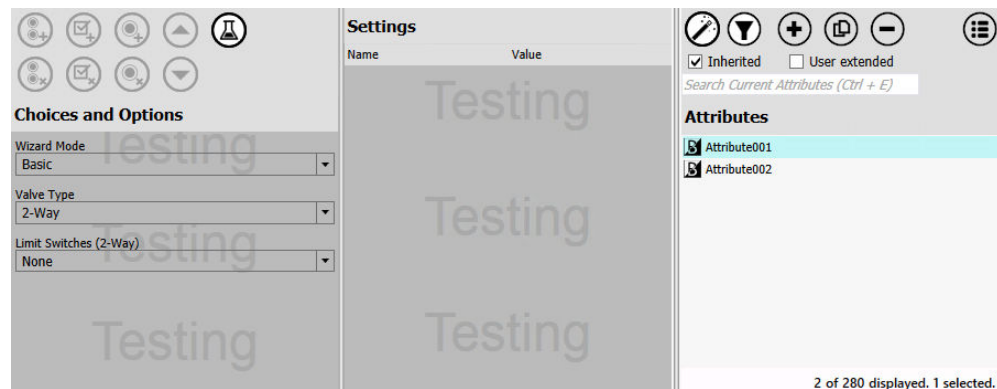 Choices and Options
Wizard Mode
Basic
Valve Type
2-Way
Limit Switches (2-Way)
None
Testing
Testing
Testing
Settings
Name Value
Testing
Testing
Testing
Inherited User extended
Search Current Attributes (Ctrl + E)
Attributes
Attribute001
Attribute002
2 of 280 displayed. 1 selected.